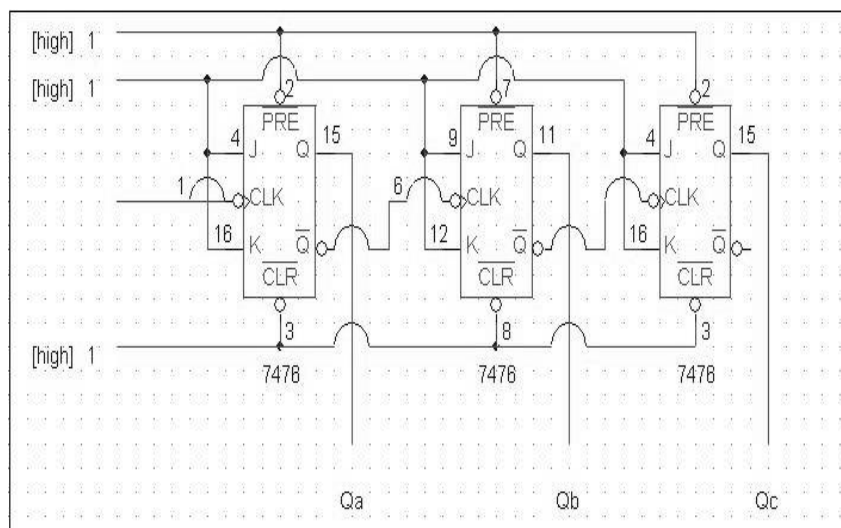 [high] 1
[high] 1
2 7 2
PRE PRE PRE
4 15 9 11 4 15
J Q J Q J Q
1 6
CLK CLK CLK
16 12 16
K Q K Q K Q
CLR CLR CLR
3 8 3
[high] 1
7476 7476 7476
Qa Qb Qc